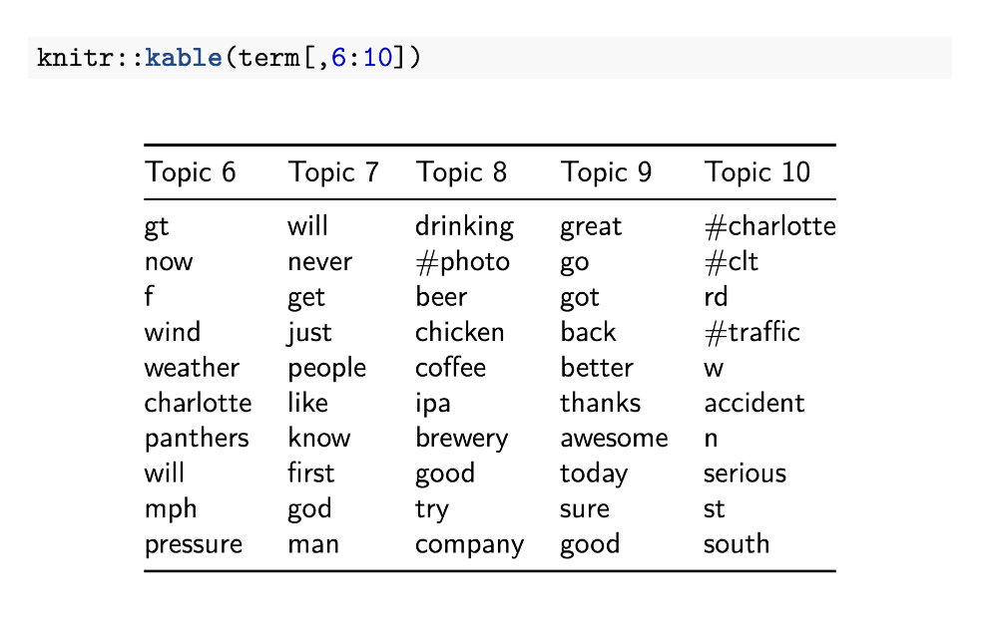 knitr::kable(term[,6:10])
Topic 6 Topic 7 Topic 8 Topic 9 Topic 10
gt will drinking great #charlotte
now never #photo go #clt
f get beer got rd
wind just chicken back #traffic
weather people coffee better w
charlotte like ipa thanks accident
panthers know brewery awesome n
will first good today serious
mph god try sure st
pressure man company good south